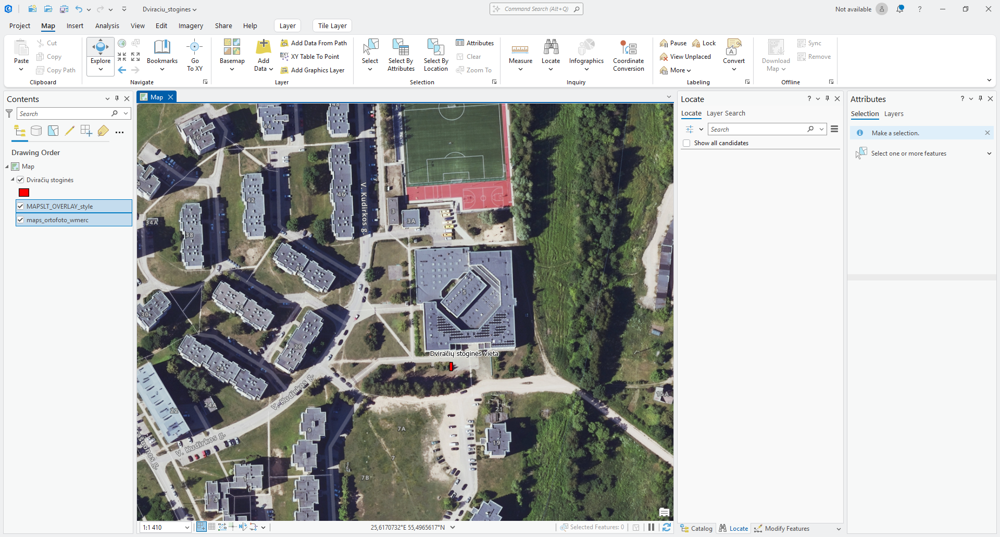 Dviraciu_stogines
Command Search (Alt+Q)
Not available
Project Map Insert Analysis View Edit Imagery Share Help Layer Tile Layer
Paste
Cut
Copy
Copy Path
Clipboard
Explore
Bookmarks
Go To XY
Navigate
Basemap
Add Data
Add Data From Path
XY Table To Point
Add Graphics Layer
Layer
Select
Select By Attributes
Select By Location
Attributes
Clear
Zoom To
Selection
Measure
Locate
Infographics
Coordinate Conversion
Inquiry
Pause
Lock
View Unplaced
More
Convert
Labeling
Download Map
Sync
Remove
Offline
Contents
Search
Drawing Order
Map
Dviračių stoginės
MAPSLT_OVERLAY_style
maps_ortofoto_wmerc
Map
48
44
36
42
46
V. Kudirkos g.
3
3A
34A
38
40
5
28
30
26
24
Dviračių stoginės vieta
V. Kudirkos g.
24A
22
15A
21
9
7A
19
V. Kudirkos g.
7
7B
1
3
1:1 410
25,6170732°E 55,4965617°N
Selected Features: 0
Locate
Locate Layer Search
Search
Show all candidates
Catalog Locate Modify Features
Attributes
Selection Layers
Make a selection.
Select one or more features